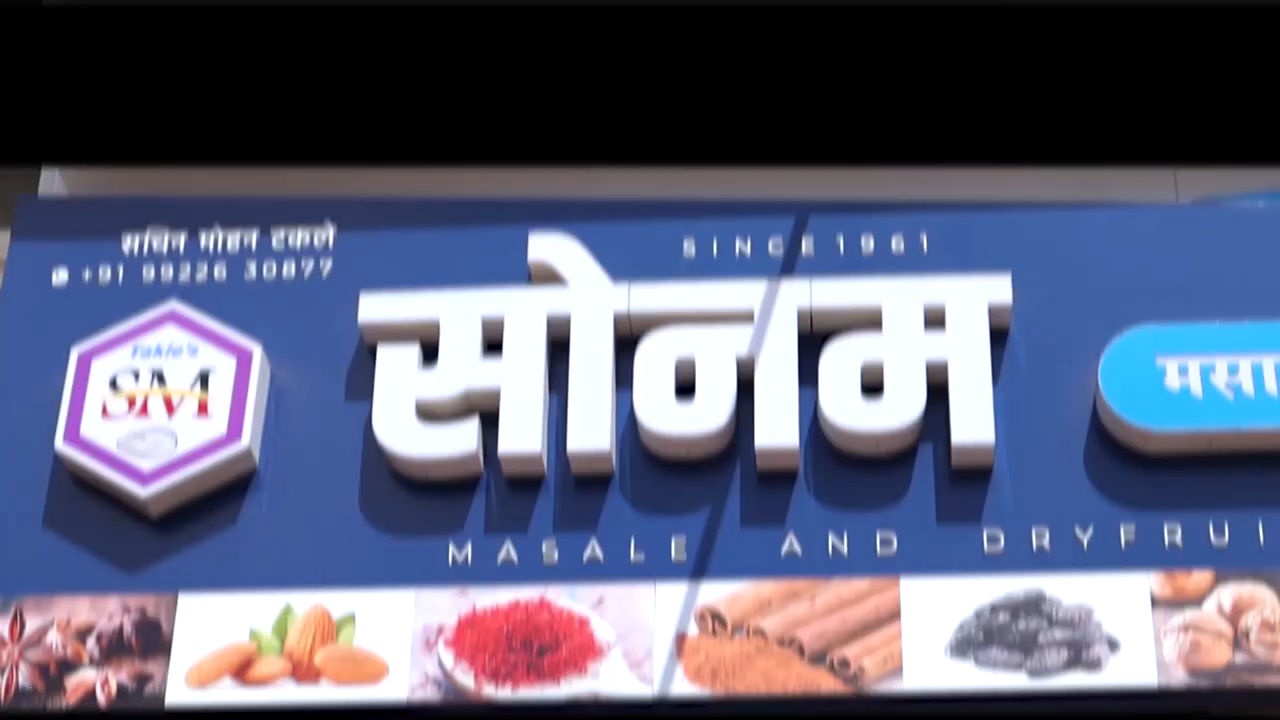 सचिन मोहन टकले
+91 99226 30877
SINCE 1961
सोनम
Takle's
SM
मसा
MASALE AND DRYFRUI